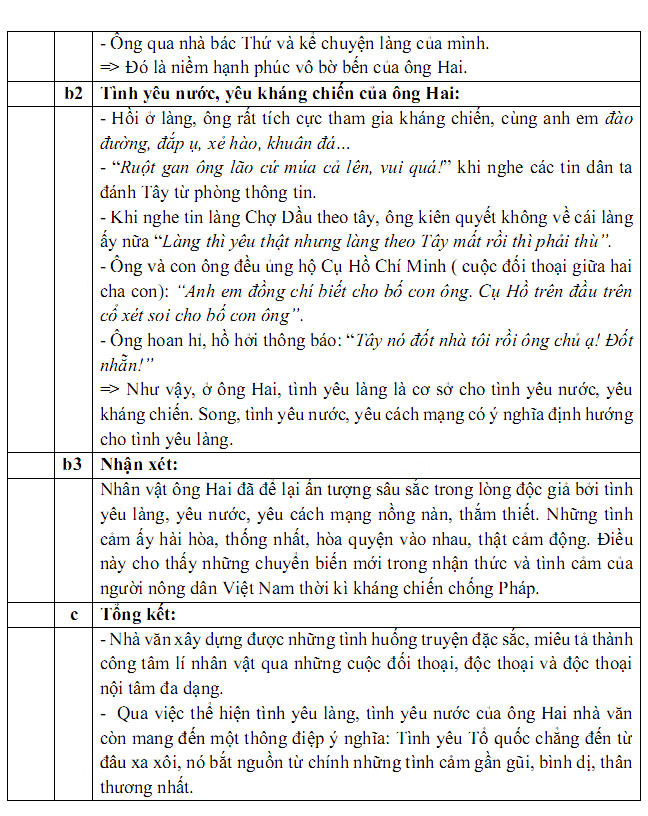 - Ông qua nhà bác Thứ và kể chuyện làng của mình.
=> Đó là niềm hạnh phúc vô bờ bến của ông Hai.
b2 Tình yêu nước, yêu kháng chiến của ông Hai:
- Hồi ở làng, ông rất tích cực tham gia kháng chiến, cùng anh em đào
đường, đắp ụ, xẻ hào, khuân đá…
- “Ruột gan ông lão cứ múa cả lên, vui quá!” khi nghe các tin dân ta
đánh Tây từ phòng thông tin.
- Khi nghe tin làng Chợ Dầu theo tây, ông kiên quyết không về cái làng
ấy nữa “Làng thì yêu thật nhưng làng theo Tây mất rồi thì phải thù”.
- Ông và con ông đều ủng hộ Cụ Hồ Chí Minh ( cuộc đối thoại giữa hai
cha con): “Anh em đồng chí biết cho bố con ông. Cụ Hồ trên đầu trên
cổ xét soi cho bố con ông”.
- Ông hoan hỉ, hồ hởi thông báo: “Tây nó đốt nhà tôi rồi ông chủ ạ! Đốt
nhẵn!”
=> Như vậy, ở ông Hai, tình yêu làng là cơ sở cho tình yêu nước, yêu
kháng chiến. Song, tình yêu nước, yêu cách mạng có ý nghĩa định hướng
cho tình yêu làng.
b3 Nhận xét:
Nhân vật ông Hai đã để lại ấn tượng sâu sắc trong lòng độc giả bởi tình
yêu làng, yêu nước, yêu cách mạng nồng nàn, thắm thiết. Những tình
cảm ấy hài hòa, thống nhất, hòa quyện vào nhau, thật cảm động. Điều
này cho thấy những chuyển biến mới trong nhận thức và tình cảm của
người nông dân Việt Nam thời kì kháng chiến chống Pháp.
c Tổng kết:
- Nhà văn xây dựng được những tình huống truyện đặc sắc, miêu tả thành
công tâm lí nhân vật qua những cuộc đối thoại, độc thoại và độc thoại
nội tâm đa dạng.
- Qua việc thể hiện tình yêu làng, tình yêu nước của ông Hai nhà văn
còn mang đến một thông điệp ý nghĩa: Tình yêu Tổ quốc chẳng đến từ
đâu xa xôi, nó bắt nguồn từ chính những tình cảm gần gũi, bình dị, thân
thương nhất.